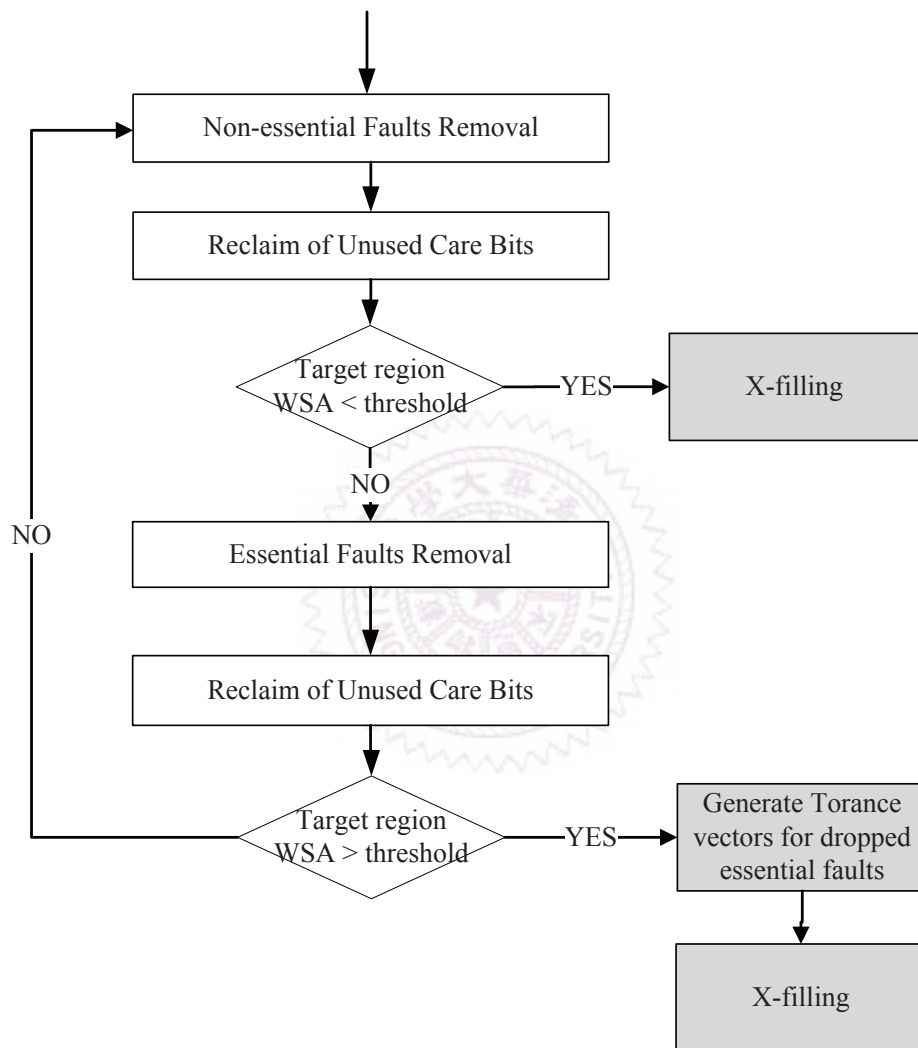 Non-essential Faults Removal
Reclaim of Unused Care Bits
Target region
WSA < threshold
YES
X-filling
NO
Essential Faults Removal
Reclaim of Unused Care Bits
Target region
WSA > threshold
NO
YES
Generate Torance
vectors for dropped
essential faults
X-filling